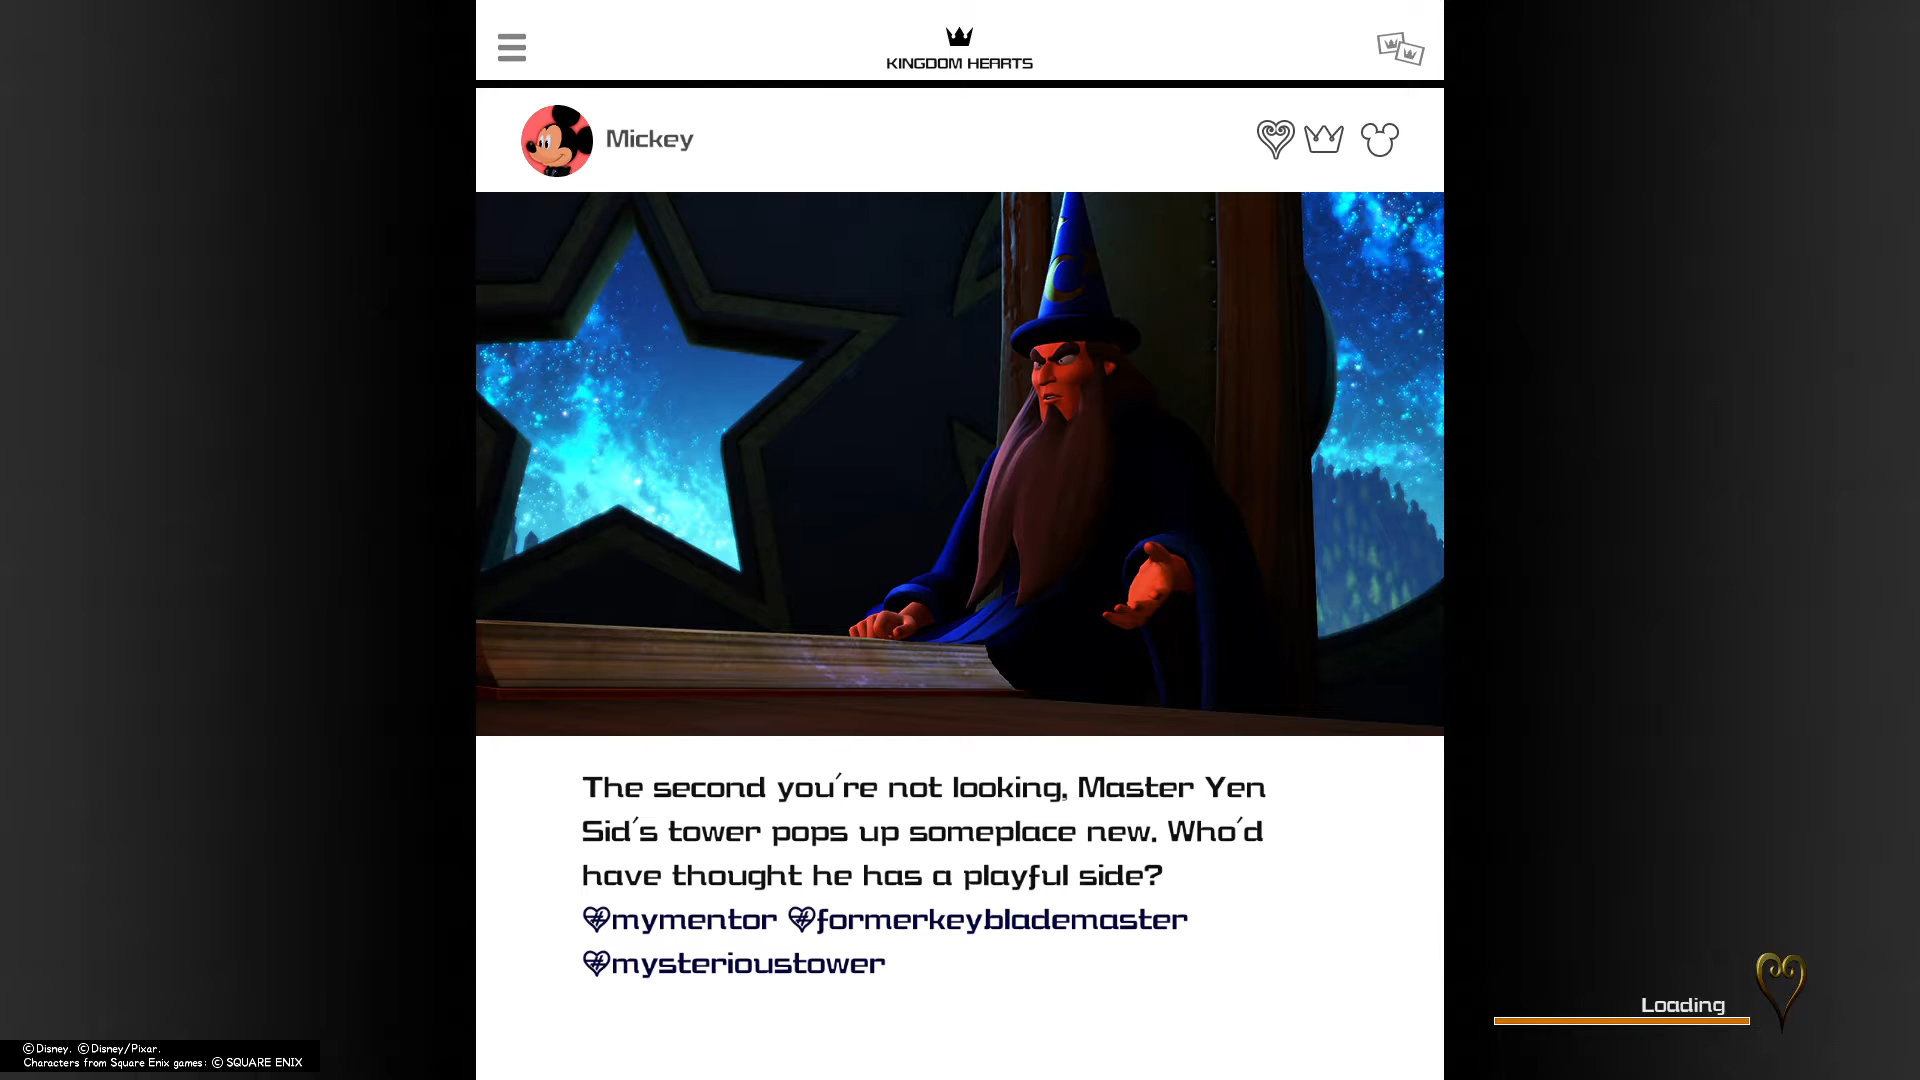 KINGDOM HEARTS
Mickey
The second you're not looking, Master Yen
Sid's tower pops up someplace new. Who'd
have thought he has a playful side?
#mymentor #formerkeyblademaster
#mysterioustower
Loading
©Disney. ©Disney/Pixar.
Characters from Square Enix games: © SQUARE ENIX